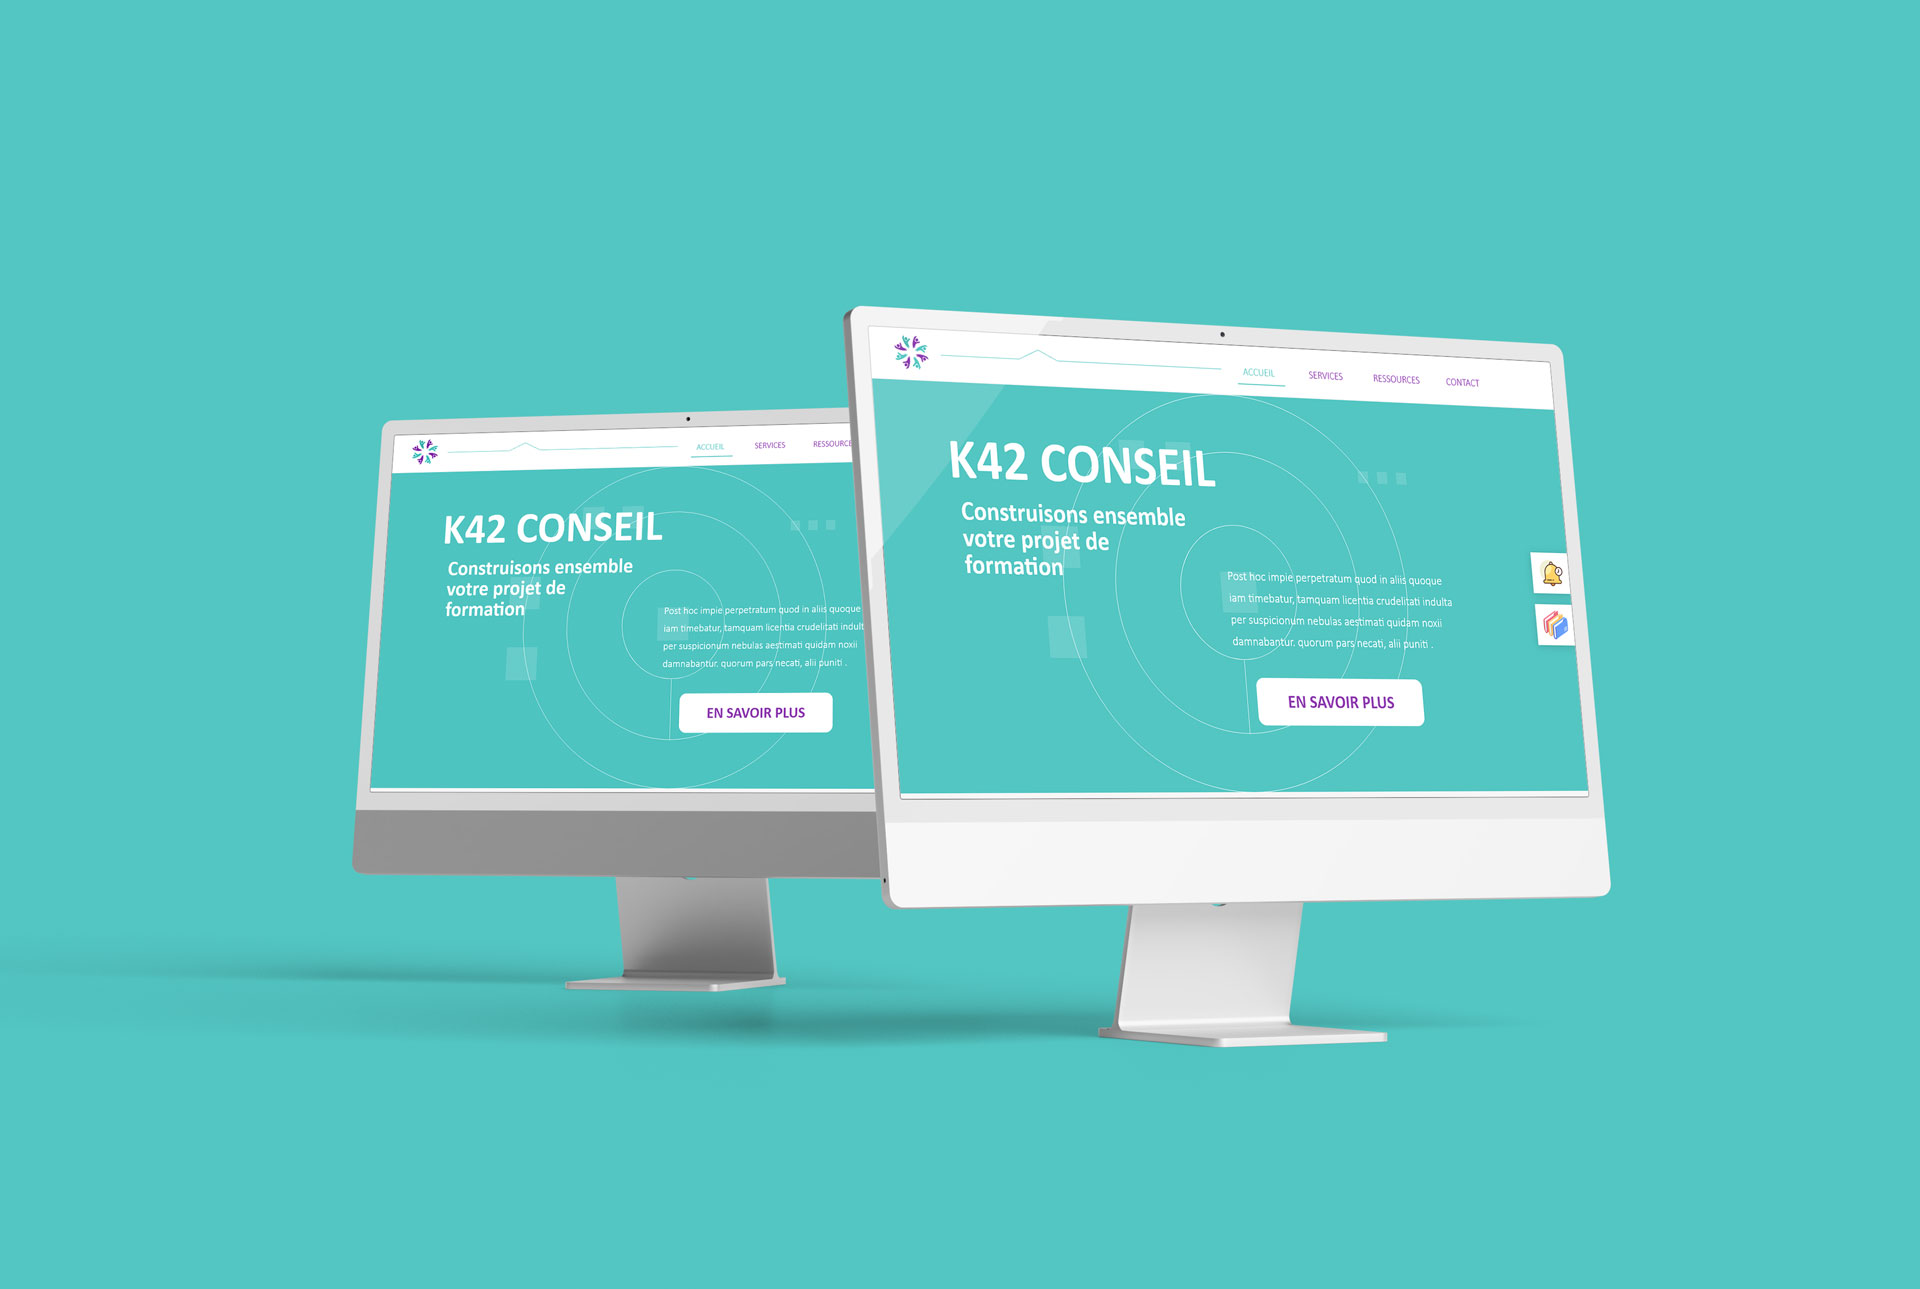 ACCUEIL SERVICES RESSOURCES
K42 CONSEIL
Construisons ensemble
votre projet de
formation
Post hoc impie perpetratum quod in aliis quoque
iam timebatur, tamquam licentia crudelitati indult
per suspicionum nebulas aestimati quidam noxii
damnabantur. quorum pars necati, alii puniti .
EN SAVOIR PLUS
ACCUEIL SERVICES RESSOURCES CONTACT
K42 CONSEIL
Construisons ensemble
votre projet de
formation
Post hoc impie perpetratum quod in aliis quoque
iam timebatur, tamquam licentia crudelitati indulta
per suspicionum nebulas aestimati quidam noxii
damnabantur. quorum pars necati, alii puniti .
EN SAVOIR PLUS